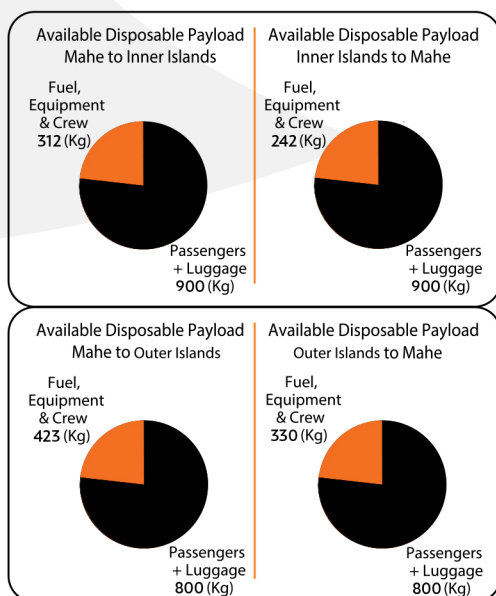 Available Disposable Payload
Mahe to Inner Islands
Fuel,
Equipment
& Crew
312 (Kg)
Passengers
+ Luggage
900 (Kg)
Available Disposable Payload
Inner Islands to Mahe
Fuel,
Equipment
& Crew
242 (Kg)
Passengers
+ Luggage
900 (Kg)
Available Disposable Payload
Mahe to Outer Islands
Fuel,
Equipment
& Crew
423 (Kg)
Passengers
+ Luggage
800 (Kg)
Available Disposable Payload
Outer Islands to Mahe
Fuel,
Equipment
& Crew
330 (Kg)
Passengers
+ Luggage
800 (Kg)